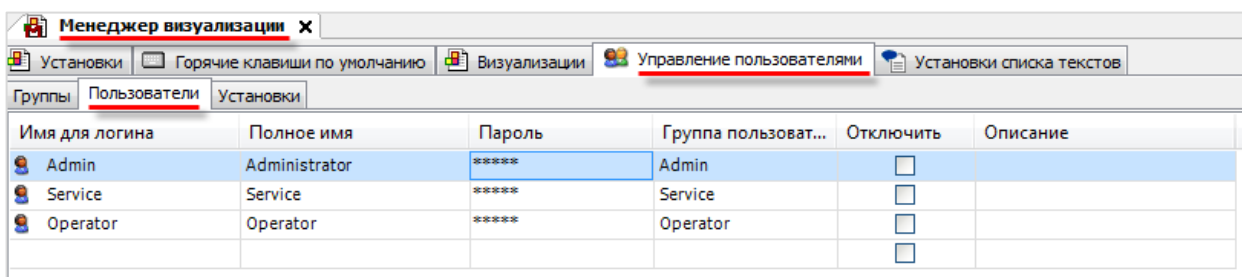 Менеджер визуализации X
Установки Горячие клавиши по умолчанию Визуализации Управление пользователями Установки списка текстов
Группы Пользователи Установки
Имя для логина Полное имя Пароль Группа пользоват... Отключить Описание
Admin Administrator ***** Admin
Service Service ***** Service
Operator Operator ***** Operator